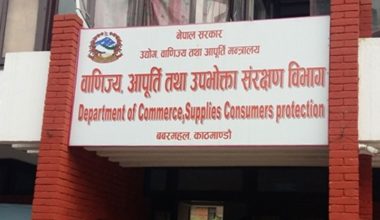 नेपाल सरकार
उद्योग, वाणिज्य तथा आपूर्ति मन्त्रालय
वाणिज्य, आपूर्ति तथा उपभोक्ता संरक्षण विभाग
Department of Commerce,Supplies Consumers protection
बबरमहल, काठमाण्डौ